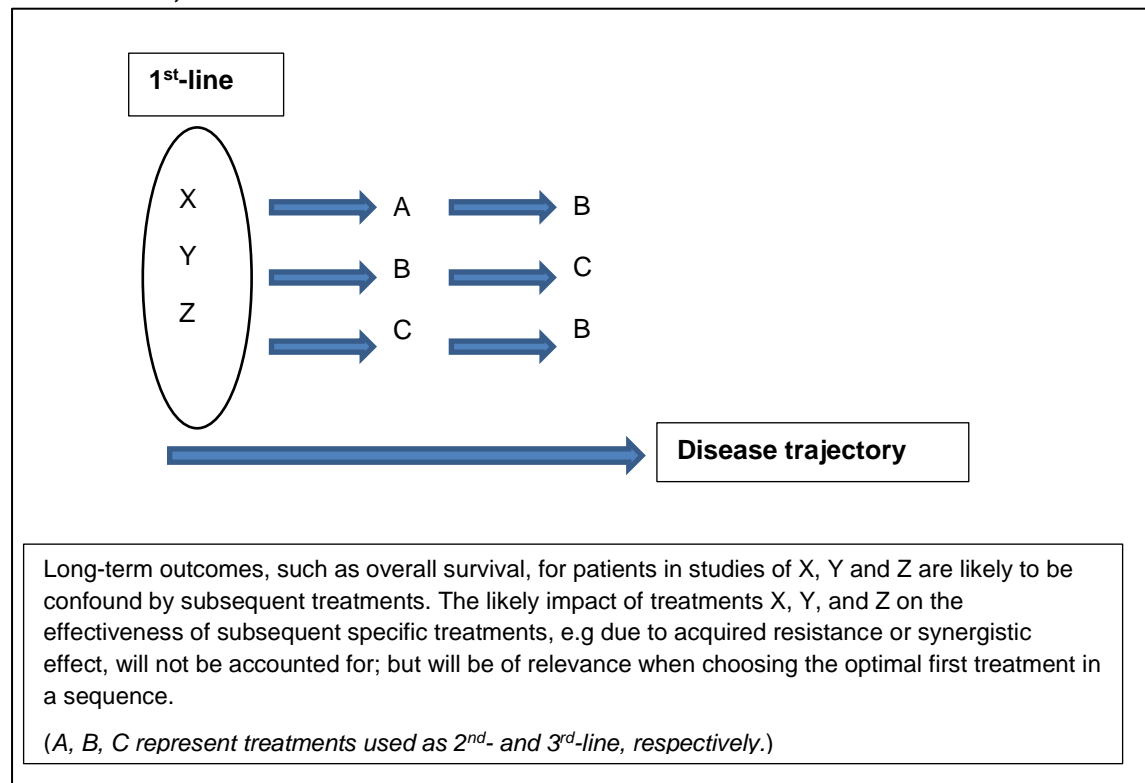 1st-line
X
A
B
Y
B
C
Z
C
B
Disease trajectory
Long-term outcomes, such as overall survival, for patients in studies of X, Y and Z are likely to be
confound by subsequent treatments. The likely impact of treatments X, Y, and Z on the
effectiveness of subsequent specific treatments, e.g due to acquired resistance or synergistic
effect, will not be accounted for; but will be of relevance when choosing the optimal first treatment in
a sequence.
(A, B, C represent treatments used as 2nd- and 3rd-line, respectively.)